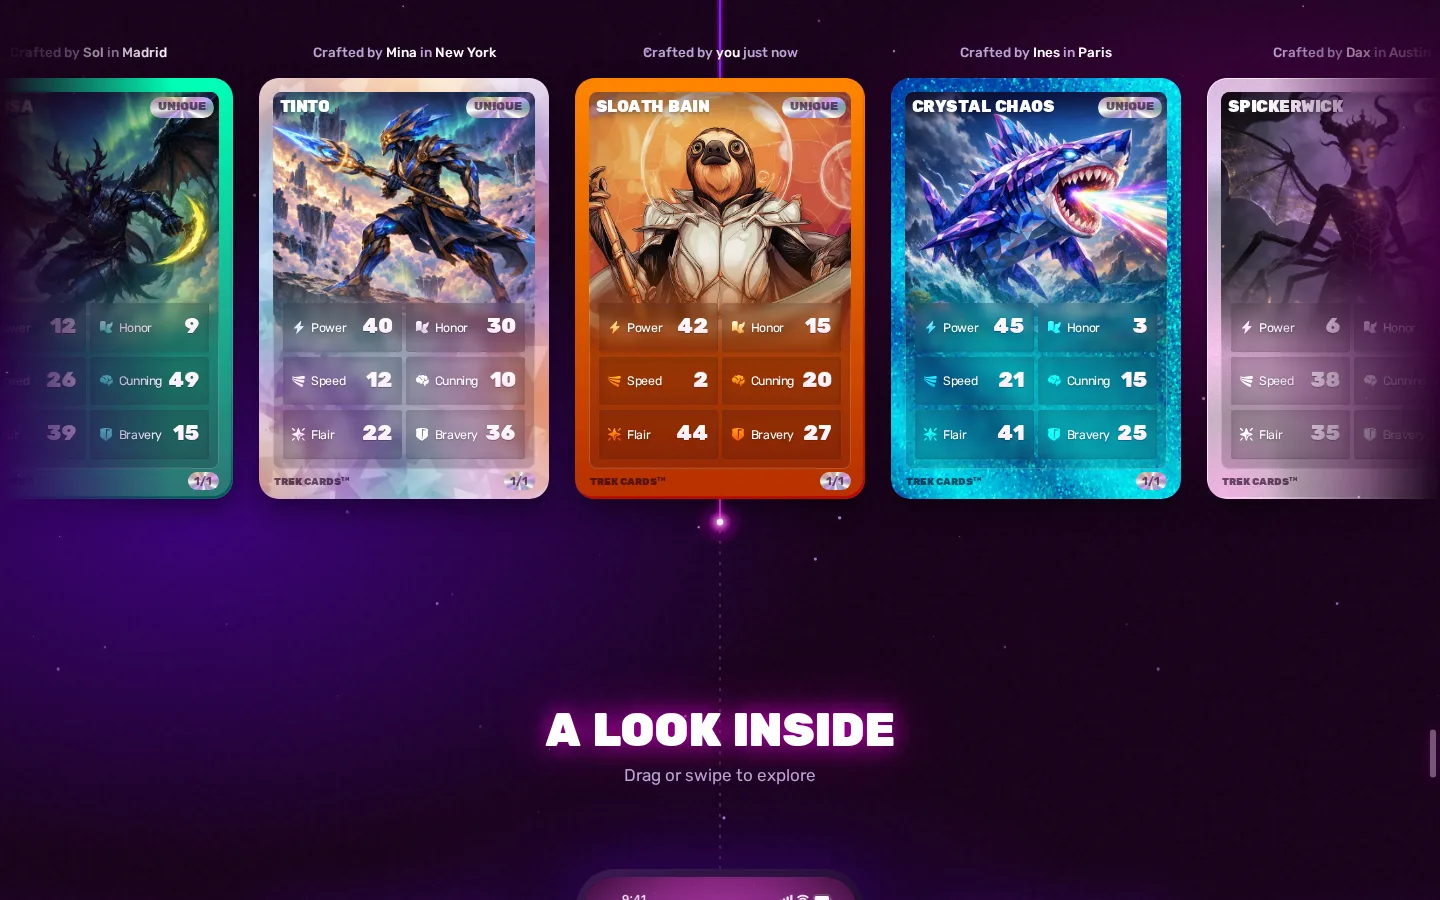 Crafted by Sol in Madrid
Crafted by Mina in New York
Crafted by you just now
Crafted by Ines in Paris
Crafted by Dax in Austin
UNIQUE
TINTO
UNIQUE
SLOATH BAIN
UNIQUE
CRYSTAL CHAOS
UNIQUE
SPICKERWICK
12
Honor 9
26
Cunning 49
39
Bravery 15
1/1
Power 40
Honor 30
Speed 12
Cunning 10
Flair 22
Bravery 36
TREK CARDS™
1/1
Power 42
Honor 15
Speed 2
Cunning 20
Flair 44
Bravery 27
TREK CARDS™
1/1
Power 45
Honor 3
Speed 21
Cunning 15
Flair 41
Bravery 25
TREK CARDS™
1/1
Power 6
Honor
Speed 38
Cunning
Flair 35
Bravery
TREK CARDS™
A LOOK INSIDE
Drag or swipe to explore
9:41